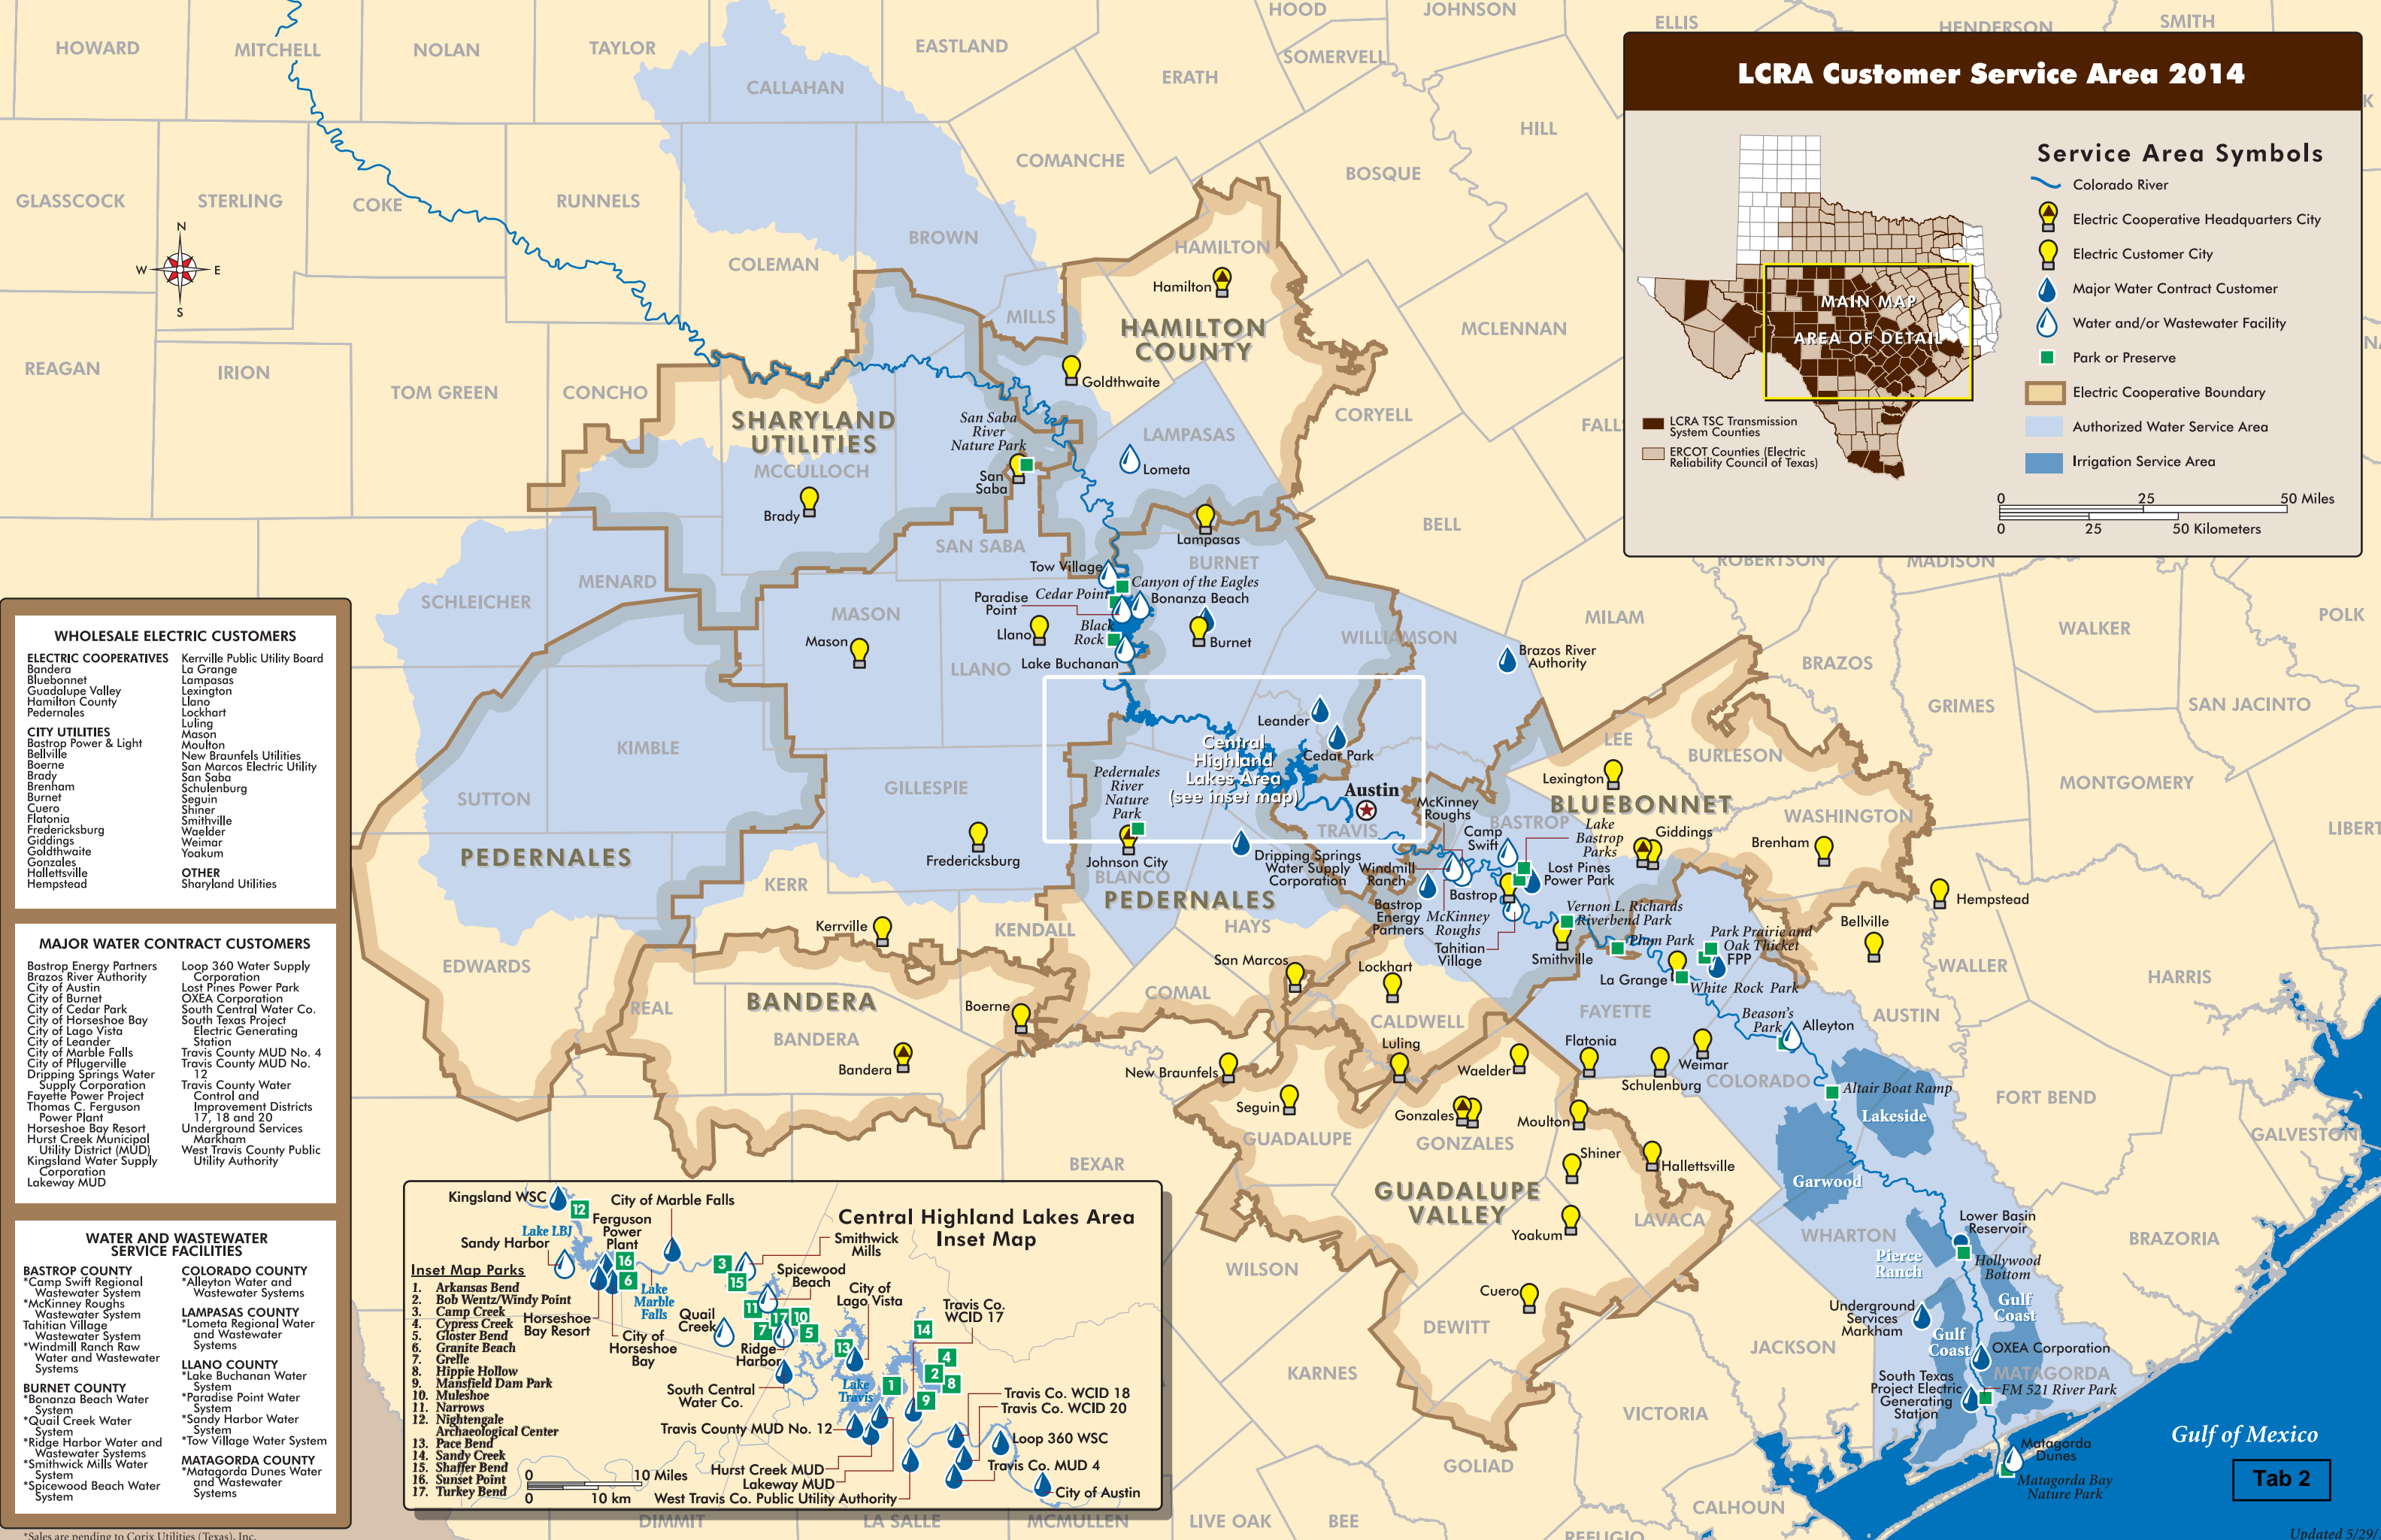 LCRA Customer Service Area 2014
Service Area Symbols
Colorado River
Electric Cooperative Headquarters City
Electric Customer City
Major Water Contract Customer
Water and/or Wastewater Facility
Park or Preserve
Electric Cooperative Boundary
Authorized Water Service Area
Irrigation Service Area
0 25 50 Miles
0 25 50 Kilometers
MAIN MAP
AREA OF DETAIL
LCRA TSC Transmission
System Counties
ERCOT Counties (Electric
Reliability Council of Texas)
HOWARD
MITCHELL
NOLAN
TAYLOR
CALLAHAN
EASTLAND
ERATH
HOOD
SOMERVELL
JOHNSON
ELLIS
HENDERSON
SMITH
HILL
BOSQUE
COMANCHE
GLASSCOCK
STERLING
COKE
RUNNELS
COLEMAN
BROWN
MILLS
HAMILTON
MCLENNAN
CORYELL
REAGAN
IRION
TOM GREEN
CONCHO
MCCULLOCH
LAMPASAS
BELL
SAN SABA
BURNET
MENARD
SCHLEICHER
MASON
LLANO
WILLIAMSON
MILAM
ROBERTSON
MADISON
WALKER
POLK
BRAZOS
GRIMES
SAN JACINTO
SUTTON
KIMBLE
GILLESPIE
BLANCO
TRAVIS
BASTROP
LEE
BURLESON
WASHINGTON
MONTGOMERY
KERR
KENDALL
HAYS
EDWARDS
REAL
BANDERA
COMAL
CALDWELL
FAYETTE
AUSTIN
WALLER
HARRIS
BEXAR
GUADALUPE
GONZALES
COLORADO
FORT BEND
GALVESTON
LAVACA
WHARTON
BRAZORIA
WILSON
KARNES
DEWITT
JACKSON
MATAGORDA
VICTORIA
GOLIAD
CALHOUN
REFUGIO
DIMMIT
LA SALLE
MCMULLEN
LIVE OAK
BEE
N
W E
S
HAMILTON
COUNTY
SHARYLAND
UTILITIES
PEDERNALES
PEDERNALES
BANDERA
BLUEBONNET
GUADALUPE
VALLEY
Hamilton
Goldthwaite
San Saba
River
Nature Park
San
Saba
Lometa
Brady
Lampasas
Tow Village
Canyon of the Eagles
Cedar Point
Bonanza Beach
Paradise
Point
Black
Rock
Llano
Burnet
Lake Buchanan
Mason
Brazos River
Authority
Leander
Cedar Park
Central
Highland
Lakes Area
(see inset map)
Pedernales
River
Nature
Park
Austin
Fredericksburg
Johnson City
Dripping Springs
Water Supply
Corporation
McKinney
Roughs
Camp
Swift
Windmill
Ranch
Lake
Bastrop
Parks
Lost Pines
Power Park
Bastrop
Bastrop
Energy
Partners
McKinney
Roughs
Tahitian
Village
Lexington
Giddings
Brenham
Hempstead
Bellville
Vernon L. Richards
Riverbend Park
Smithville
Plum Park
Park Prairie and
Oak Thicket
FPP
La Grange
White Rock Park
Beason's
Park
Alleyton
Kerrville
Boerne
Bandera
San Marcos
Lockhart
Luling
New Braunfels
Seguin
Waelder
Flatonia
Schulenburg
Weimar
Gonzales
Moulton
Shiner
Hallettsville
Yoakum
Cuero
Altair Boat Ramp
Lakeside
Garwood
Lower Basin
Reservoir
Pierce
Ranch
Hollywood
Bottom
Gulf
Coast
Underground
Services
Markham
Gulf
Coast
OXEA Corporation
South Texas
Project Electric
Generating
Station
FM 521 River Park
Matagorda
Dunes
Matagorda Bay
Nature Park
Gulf of Mexico
Tab 2
WHOLESALE ELECTRIC CUSTOMERS
ELECTRIC COOPERATIVES
Bandera
Bluebonnet
Guadalupe Valley
Hamilton County
Pedernales
CITY UTILITIES
Bastrop Power & Light
Bellville
Boerne
Brady
Brenham
Burnet
Cuero
Flatonia
Fredericksburg
Giddings
Goldthwaite
Gonzales
Hallettsville
Hempstead
Kerrville Public Utility Board
La Grange
Lampasas
Lexington
Llano
Lockhart
Luling
Mason
Moulton
New Braunfels Utilities
San Marcos Electric Utility
San Saba
Schulenburg
Seguin
Shiner
Smithville
Waelder
Weimar
Yoakum
OTHER
Sharyland Utilities
MAJOR WATER CONTRACT CUSTOMERS
Bastrop Energy Partners
Brazos River Authority
City of Austin
City of Burnet
City of Cedar Park
City of Horseshoe Bay
City of Lago Vista
City of Leander
City of Marble Falls
City of Pflugerville
Dripping Springs Water
Supply Corporation
Fayette Power Project
Thomas C. Ferguson
Power Plant
Horseshoe Bay Resort
Hurst Creek Municipal
Utility District (MUD)
Kingsland Water Supply
Corporation
Lakeway MUD
Loop 360 Water Supply
Corporation
Lost Pines Power Park
OXEA Corporation
South Central Water Co.
South Texas Project
Electric Generating
Station
Travis County MUD No. 4
Travis County MUD No.
12
Travis County Water
Control and
Improvement Districts
17, 18 and 20
Underground Services
Markham
West Travis County Public
Utility Authority
WATER AND WASTEWATER
SERVICE FACILITIES
BASTROP COUNTY
*Camp Swift Regional
Wastewater System
*McKinney Roughs
Wastewater System
Tahitian Village
Wastewater System
*Windmill Ranch Raw
Water and Wastewater
Systems
BURNET COUNTY
*Bonanza Beach Water
System
*Quail Creek Water
System
*Ridge Harbor Water and
Wastewater Systems
*Smithwick Mills Water
System
*Spicewood Beach Water
System
COLORADO COUNTY
*Alleyton Water and
Wastewater Systems
LAMPASAS COUNTY
*Lometa Regional Water
and Wastewater
Systems
LLANO COUNTY
*Lake Buchanan Water
System
*Paradise Point Water
System
*Sandy Harbor Water
System
*Tow Village Water System
MATAGORDA COUNTY
*Matagorda Dunes Water
and Wastewater
Systems
*Sales are pending to Corix Utilities (Texas), Inc.
Central Highland Lakes Area
Inset Map
Inset Map Parks
1. Arkansas Bend
2. Bob Wentz/Windy Point
3. Camp Creek
4. Cypress Creek
5. Gloster Bend
6. Granite Beach
7. Grelle
8. Hippie Hollow
9. Mansfield Dam Park
10. Muleshoe
11. Narrows
12. Nightengale
Archaeological Center
13. Pace Bend
14. Sandy Creek
15. Shaffer Bend
16. Sunset Point
17. Turkey Bend
0 10 Miles
0 10 km
Kingsland WSC
12
City of Marble Falls
Lake LBJ
Ferguson
Power
Plant
Sandy Harbor
16
6
Lake
Marble
Falls
Horseshoe
Bay Resort
City of
Horseshoe
Bay
3
15
Smithwick
Mills
Spicewood
Beach
Quail
Creek
11
17
10
7
5
Ridge
Harbor
City of
Lago Vista
13
Travis Co.
WCID 17
14
4
2
8
1
9
Lake
Travis
South Central
Water Co.
Travis County MUD No. 12
Travis Co. WCID 18
Travis Co. WCID 20
Loop 360 WSC
Hurst Creek MUD
Lakeway MUD
Travis Co. MUD 4
West Travis Co. Public Utility Authority
City of Austin
Updated 5/29/